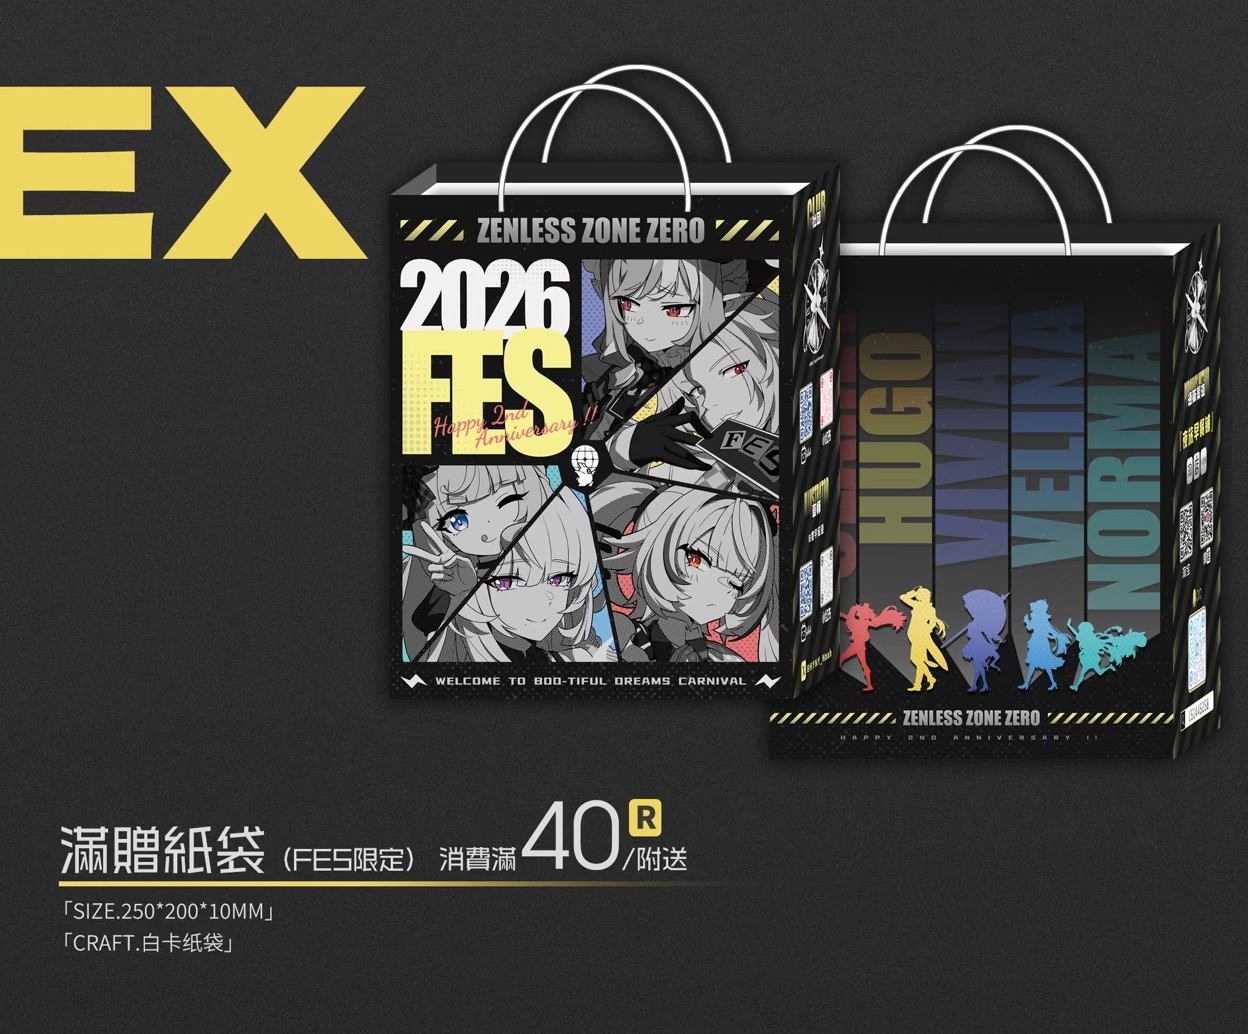 EX
ZENLESS ZONE ZERO
2026
FES
Happy 2nd
Anniversary !!
FES
WELCOME TO BOO-TIFUL DREAMS CARNIVAL
HUGO
VIVIAN
VELINA
NORMA
ZENLESS ZONE ZERO
HAPPY 2ND ANNIVERSARY !!
滿贈紙袋（FES限定） 消費滿40R/附送
「SIZE.250*200*10MM」
「CRAFT.白卡纸袋」